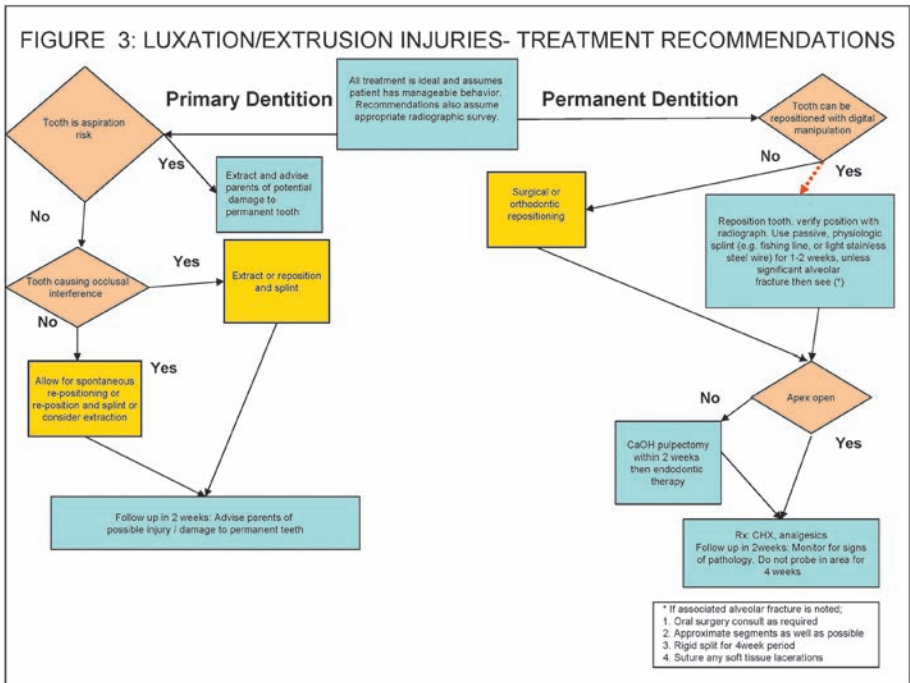 FIGURE 3: LUXATION/EXTRUSION INJURIES- TREATMENT RECOMMENDATIONS
All treatment is ideal and assumes
patient has manageable behavior.
Recommendations also assume
appropriate radiographic survey.
Primary Dentition
Permanent Dentition
Tooth is aspiration
risk
Yes
Extract and advise
parents of potential
damage to
permanent tooth
No
Tooth causing occlusal
interference
Yes
Extract or reposition
and splint
No
Yes
Allow for spontaneous
re-positioning or
re-position and splint or
consider extraction
Follow up in 2 weeks: Advise parents of
possible injury / damage to permanent teeth
Tooth can be
repositioned with digital
manipulation
No
Yes
Surgical or
orthodontic
repositioning
Reposition tooth, verify position with
radiograph. Use passive, physiologic
splint (e.g. fishing line, or light stainless
steel wire) for 1-2 weeks, unless
significant alveolar
fracture then see (*)
Apex open
No
Yes
CaOH pulpectomy
within 2 weeks
then endodontic
therapy
Rx: CHX, analgesics
Follow up in 2weeks: Monitor for signs
of pathology. Do not probe in area for
4 weeks
* If associated alveolar fracture is noted;
1. Oral surgery consult as required
2. Approximate segments as well as possible
3. Rigid split for 4week period
4. Suture any soft tissue lacerations